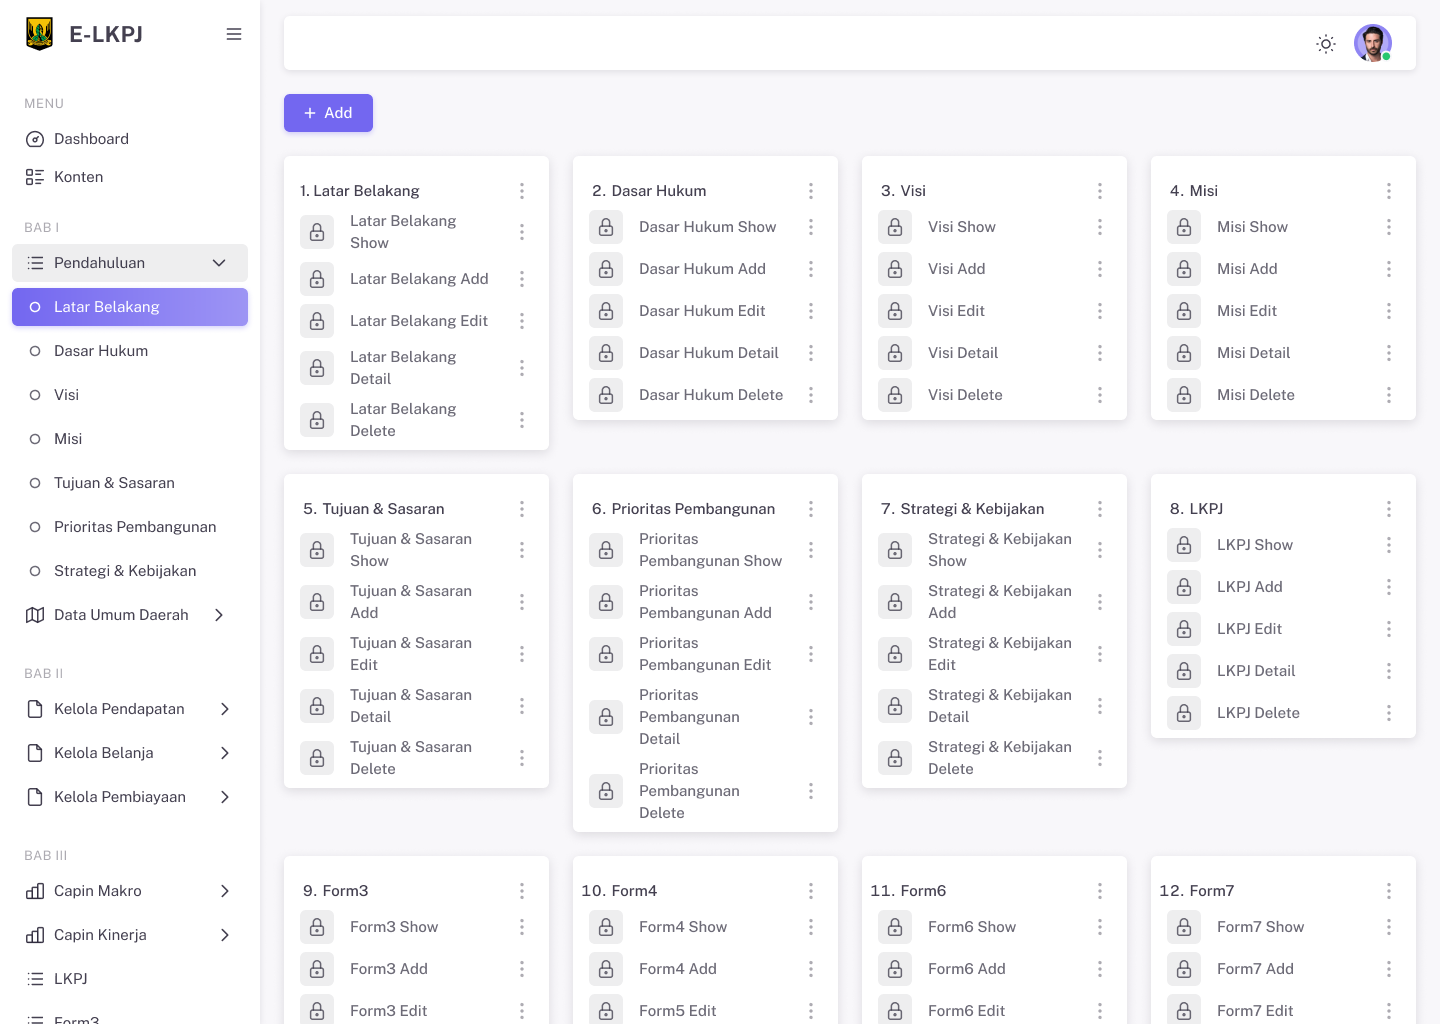 E-LKPJ
MENU
Dashboard
Konten
BAB I
Pendahuluan
Latar Belakang
Dasar Hukum
Visi
Misi
Tujuan & Sasaran
Prioritas Pembangunan
Strategi & Kebijakan
Data Umum Daerah
BAB II
Kelola Pendapatan
Kelola Belanja
Kelola Pembiayaan
BAB III
Capin Makro
Capin Kinerja
LKPJ
Form3
+ Add
1. Latar Belakang
Latar Belakang
Show
Latar Belakang Add
Latar Belakang Edit
Latar Belakang
Detail
Latar Belakang
Delete
2. Dasar Hukum
Dasar Hukum Show
Dasar Hukum Add
Dasar Hukum Edit
Dasar Hukum Detail
Dasar Hukum Delete
3. Visi
Visi Show
Visi Add
Visi Edit
Visi Detail
Visi Delete
4. Misi
Misi Show
Misi Add
Misi Edit
Misi Detail
Misi Delete
5. Tujuan & Sasaran
Tujuan & Sasaran
Show
Tujuan & Sasaran
Add
Tujuan & Sasaran
Edit
Tujuan & Sasaran
Detail
Tujuan & Sasaran
Delete
6. Prioritas Pembangunan
Prioritas
Pembangunan Show
Prioritas
Pembangunan Add
Prioritas
Pembangunan Edit
Prioritas
Pembangunan
Detail
Prioritas
Pembangunan
Delete
7. Strategi & Kebijakan
Strategi & Kebijakan
Show
Strategi & Kebijakan
Add
Strategi & Kebijakan
Edit
Strategi & Kebijakan
Detail
Strategi & Kebijakan
Delete
8. LKPJ
LKPJ Show
LKPJ Add
LKPJ Edit
LKPJ Detail
LKPJ Delete
9. Form3
Form3 Show
Form3 Add
Form3 Edit
10. Form4
Form4 Show
Form4 Add
Form5 Edit
11. Form6
Form6 Show
Form6 Add
Form6 Edit
12. Form7
Form7 Show
Form7 Add
Form7 Edit